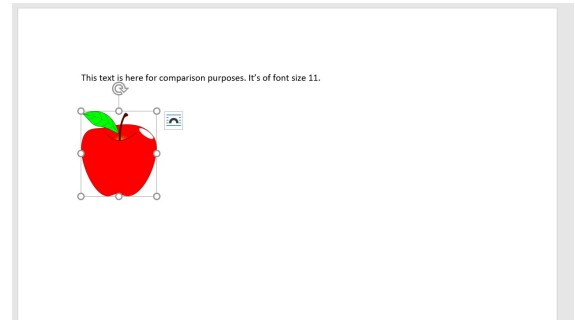 This text is here for comparison purposes. It’s of font size 11.